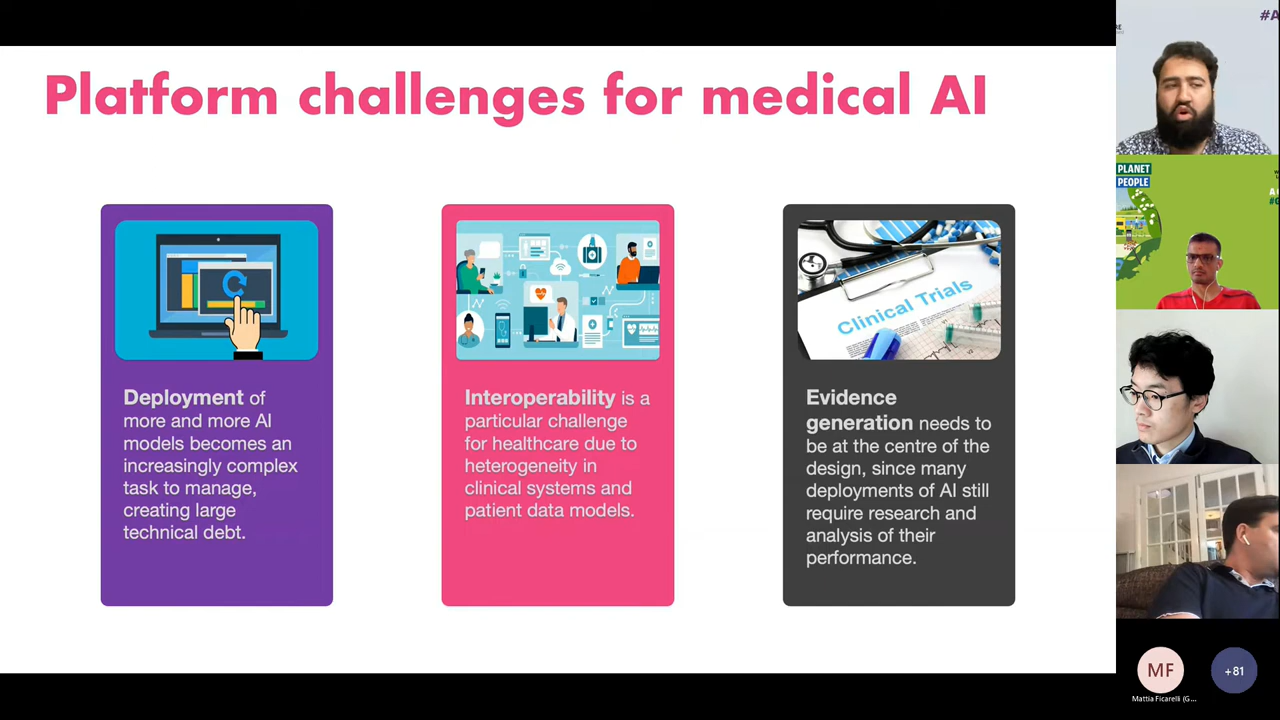 Platform challenges for medical AI
Deployment of
more and more AI
models becomes an
increasingly complex
task to manage,
creating large
technical debt.
Interoperability is a
particular challenge
for healthcare due to
heterogeneity in
clinical systems and
patient data models.
Clinical Trials
Evidence
generation needs to
be at the centre of the
design, since many
deployments of AI still
require research and
analysis of their
performance.
#A
PLANET
PEOPLE
MF
+81
Mattia Ficarelli (G...